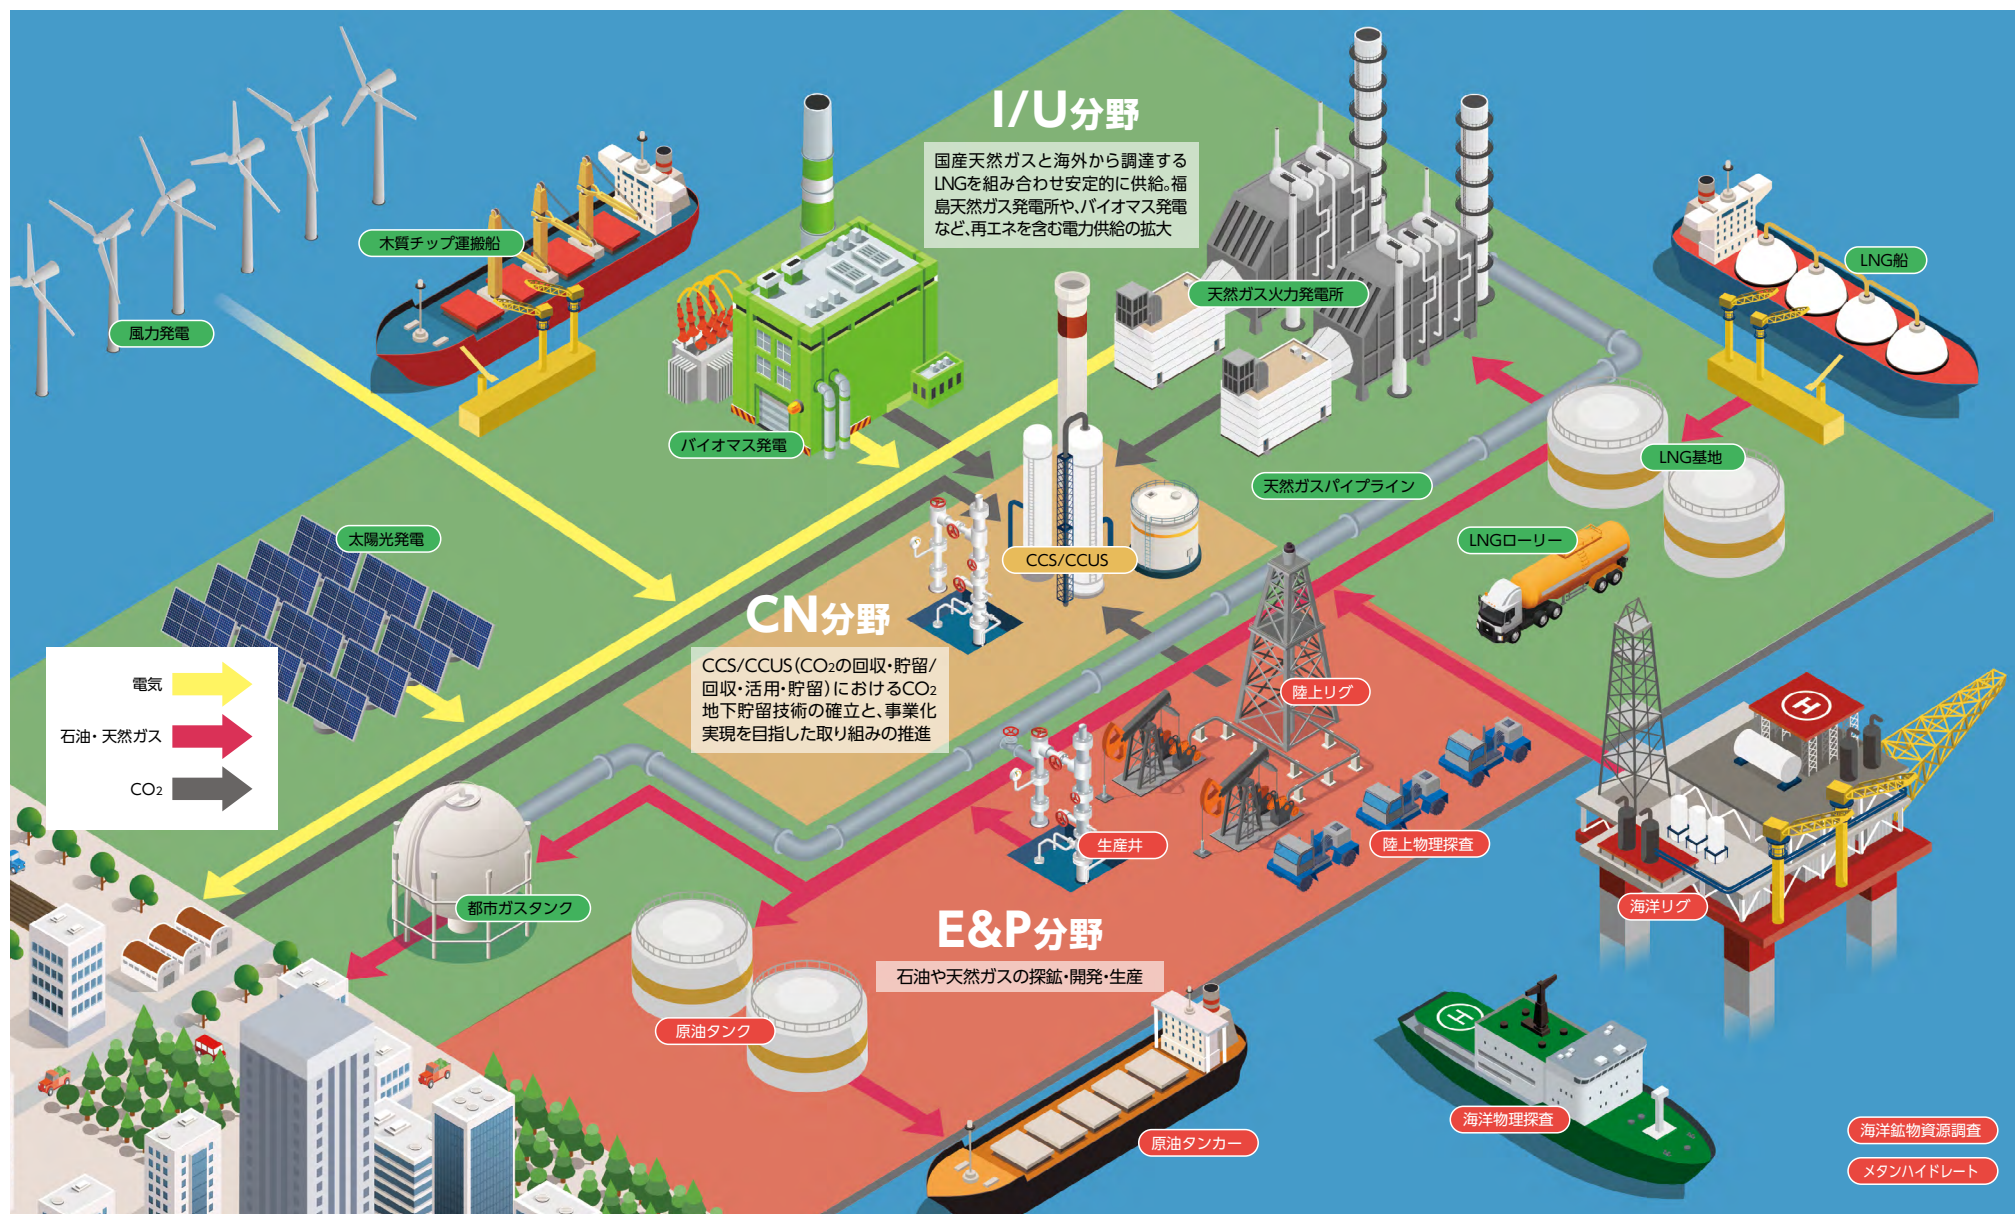 I/U分野
国産天然ガスと海外から調達する
LNGを組み合わせ安定的に供給。福
島天然ガス発電所や、バイオマス発電
など、再エネを含む電力供給の拡大
木質チップ運搬船
LNG船
天然ガス火力発電所
風力発電
バイオマス発電
LNG基地
天然ガスパイプライン
太陽光発電
LNGローリー
CCS/CCUS
CN分野
CCS/CCUS(CO2の回収・貯留/
回収・活用・貯留)におけるCO2
地下貯留技術の確立と、事業化
実現を目指した取り組みの推進
電気
石油・天然ガス
CO2
陸上リグ
生産井
陸上物理探査
海洋リグ
都市ガスタンク
E&P分野
石油や天然ガスの探鉱・開発・生産
原油タンク
原油タンカー
海洋物理探査
海洋鉱物資源調査
メタンハイドレート
H
H